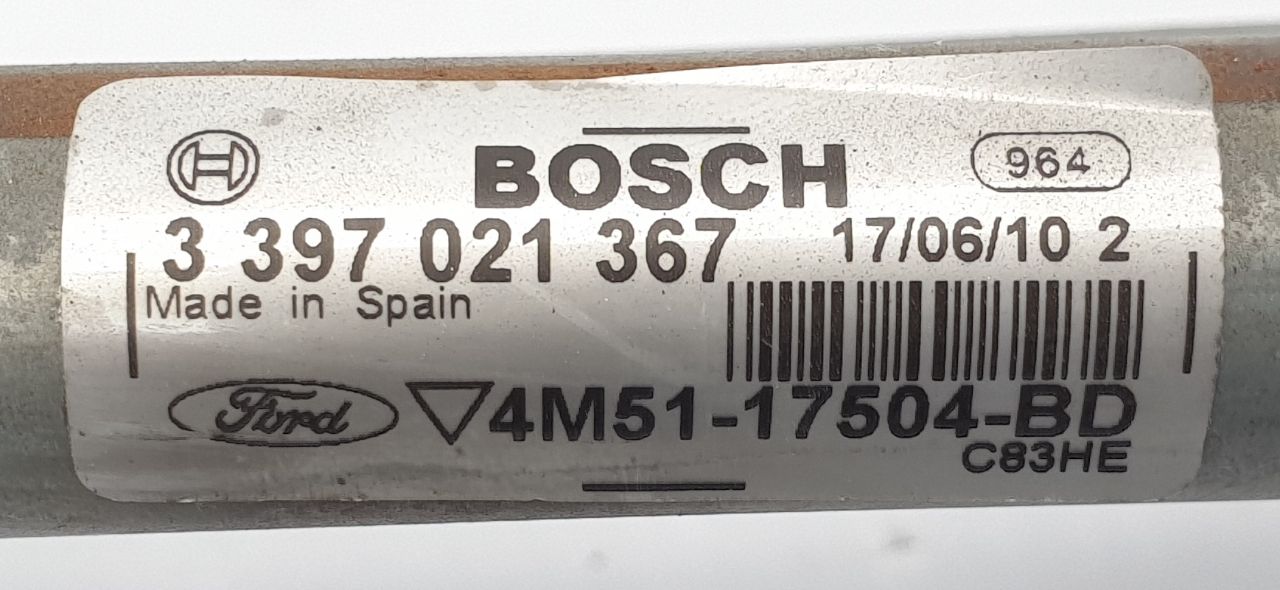 BOSCH
964
3 397 021 367
17/06/10 2
Made in Spain
Ford
4M51-17504-BD
C83HE